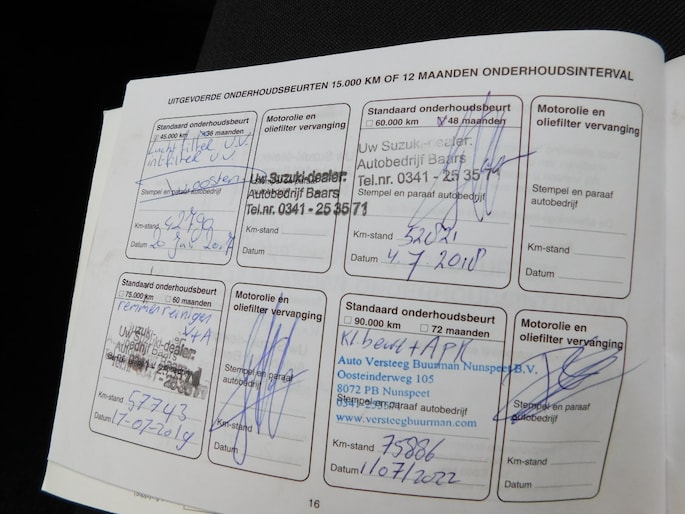 UITGEVOERDE ONDERHOUDSBEURTEN 15.000 KM OF 12 MAANDEN ONDERHOUDSINTERVAL
Standaard onderhoudsbeurt
45.000 km 36 maanden
luchtfilter V.V.
intfilter V.V.
Stempel en paraaf autobedrijf
Km-stand
42799
Datum
Motorolie en
oliefilter vervanging
Uw Suzuki-dealer:
Autobedrijf Baars
Tel.nr. 0341 - 25 35 71
Km-stand
Datum
Standaard onderhoudsbeurt
60.000 km 48 maanden
Uw Suzuki-dealer:
Autobedrijf Baars
Tel.nr. 0341 - 25 35 71
Stempel en paraaf autobedrijf
Km-stand 52821
Datum 4 7 2018
Motorolie en
oliefilter vervanging
Stempel en paraaf
autobedrijf
Km-stand
Datum
Standaard onderhoudsbeurt
75.000 km 60 maanden
remmen reinigen
V+A
Uw Suzuki-dealer:
Autobedrijf Baars
Km-stand
57743
Datum
17-07-2019
Motorolie en
oliefilter vervanging
Stempel en paraaf
autobedrijf
Km-stand
Datum
Standaard onderhoudsbeurt
90.000 km 72 maanden
Kl beurt + APK
Auto Versteeg Buurman Nunspeet B.V.
Oosteinderweg 105
8072 PB Nunspeet
Stempel en paraaf autobedrijf
www.versteegbuurman.com
Km-stand 75886
Datum 11/07/2022
Motorolie en
oliefilter vervanging
Stempel en paraaf
autobedrijf
Km-stand
Datum
16